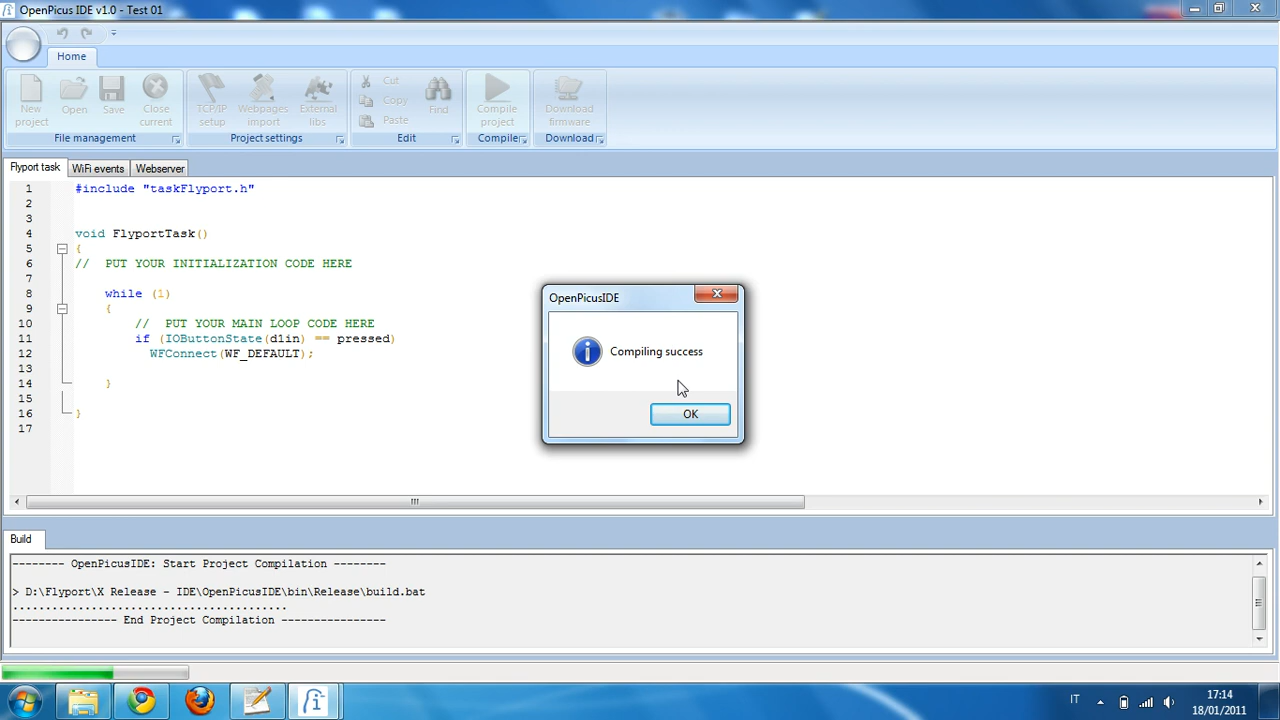 OpenPicus IDE v1.0 - Test 01
Home
New project
Open
Save
Close current
File management
TCP/IP setup
Webpages import
External libs
Project settings
Cut
Copy
Paste
Find
Edit
Compile project
Compile
Download firmware
Download
Flyport task
WiFi events
Webserver
1 #include "taskFlyport.h"
2
3
4 void FlyportTask()
5 {
6 // PUT YOUR INITIALIZATION CODE HERE
7
8 while (1)
9 {
10 // PUT YOUR MAIN LOOP CODE HERE
11 if (IOButtonState(d1in) == pressed)
12 WFConnect(WF_DEFAULT);
13
14 }
15
16 }
17
OpenPicusIDE
Compiling success
OK
Build
-------- OpenPicusIDE: Start Project Compilation --------
> D:\Flyport\X Release - IDE\OpenPicusIDE\bin\Release\build.bat
..........................................
---------------- End Project Compilation ----------------
IT
17:14
18/01/2011